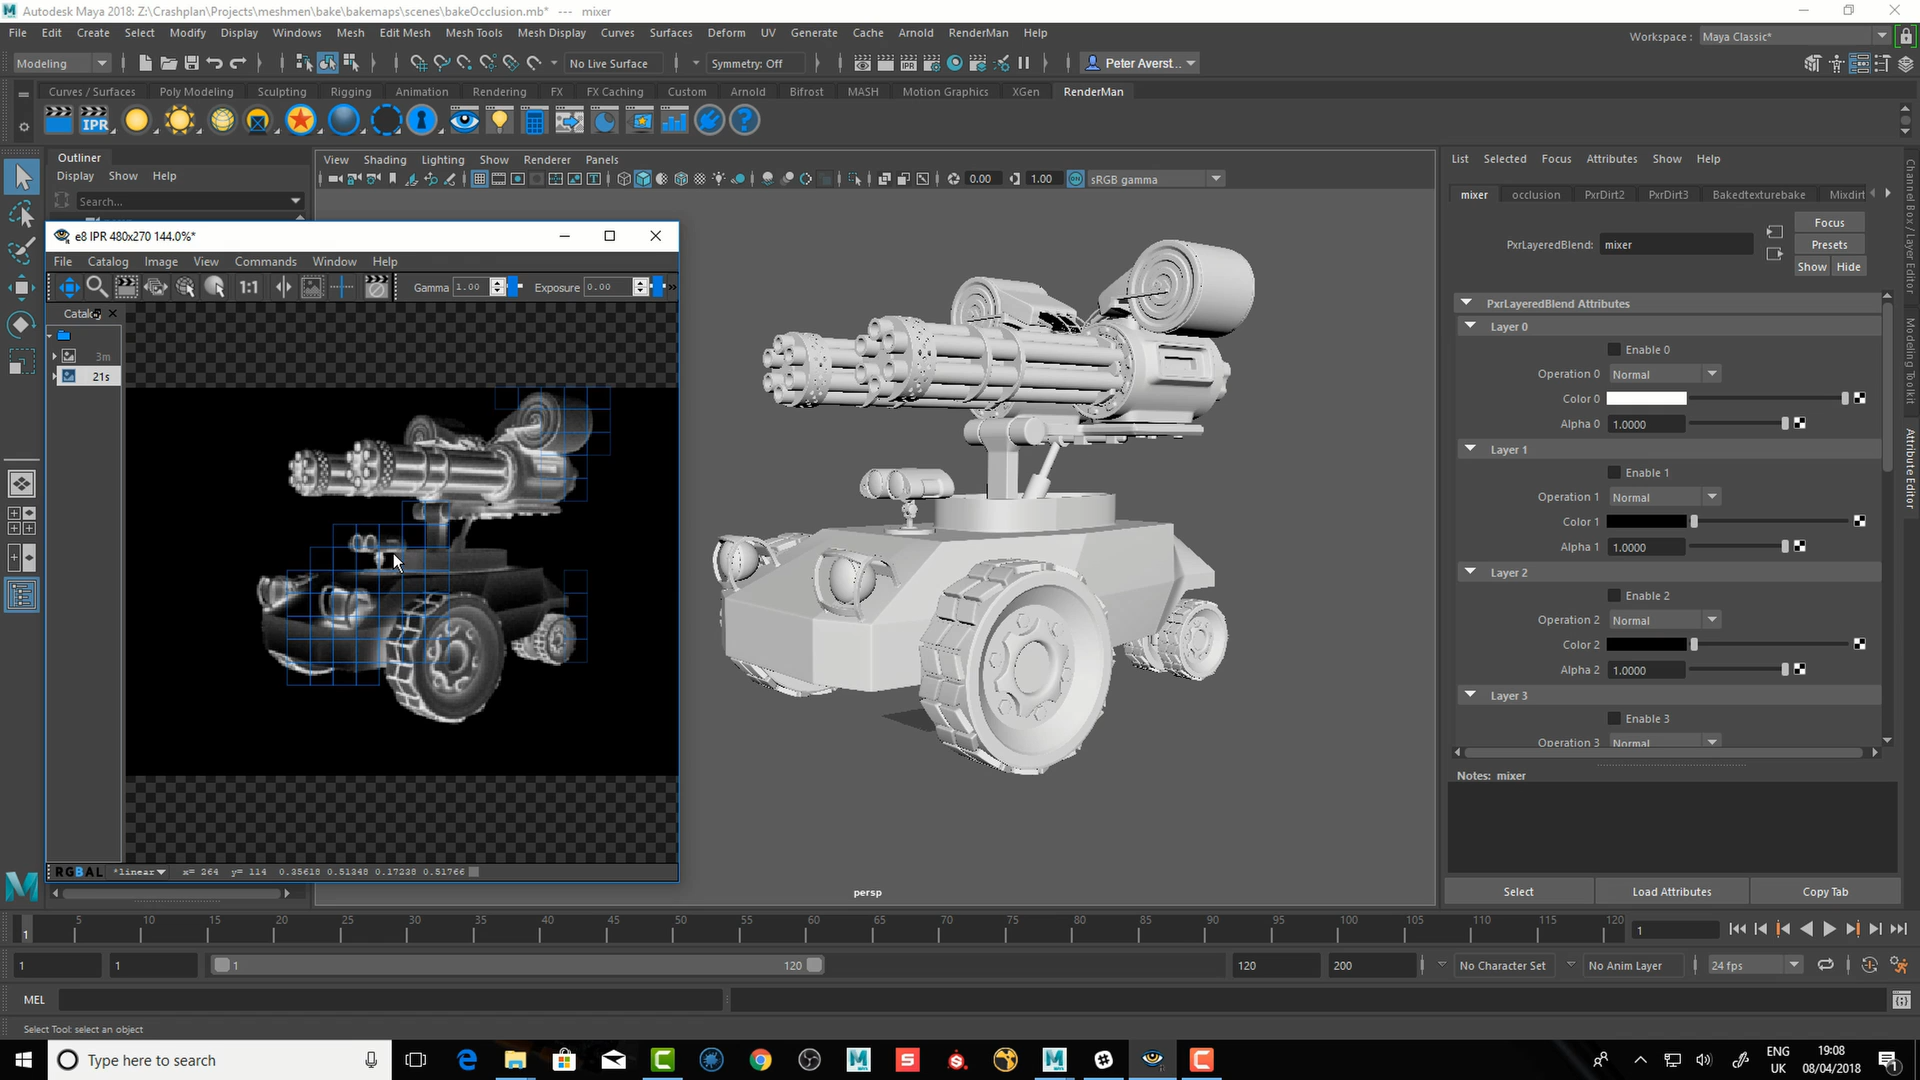 Autodesk Maya 2018: Z:\Crashplan\Projects\meshmen\bake\bakemaps\scenes\bakeOcclusion.mb* --- mixer
File Edit Create Select Modify Display Windows Mesh Edit Mesh Mesh Tools Mesh Display Curves Surfaces Deform UV Generate Cache Arnold RenderMan Help
Workspace : Maya Classic*
Modeling No Live Surface Symmetry: Off Peter Averst...
Curves / Surfaces Poly Modeling Sculpting Rigging Animation Rendering FX FX Caching Custom Arnold Bifrost MASH Motion Graphics XGen RenderMan
IPR
Outliner
Display Show Help
Search...
View Shading Lighting Show Renderer Panels
0.00 1.00 sRGB gamma
e8 IPR 480x270 144.0%*
File Catalog Image View Commands Window Help
1:1 Gamma 1.00 Exposure 0.00
3m
21s
RGBAL *linear x= 264 y= 114 0.35618 0.51348 0.17238 0.51766
persp
List Selected Focus Attributes Show Help
mixer occlusion PxrDirt2 PxrDirt3 Bakedtexturebake Mixdirt
PxrLayeredBlend: mixer
Focus
Presets
Show Hide
PxrLayeredBlend Attributes
Layer 0
Enable 0
Operation 0 Normal
Color 0
Alpha 0 1.0000
Layer 1
Enable 1
Operation 1 Normal
Color 1
Alpha 1 1.0000
Layer 2
Enable 2
Operation 2 Normal
Color 2
Alpha 2 1.0000
Layer 3
Enable 3
Operation 3 Normal
Notes: mixer
Select Load Attributes Copy Tab
Channel Box / Layer Editor
Modeling Toolkit
Attribute Editor
5 10 15 20 25 30 35 40 45 50 55 60 65 70 75 80 85 90 95 100 105 110 115 120
1 1
1 1 1 120 120 200 No Character Set No Anim Layer 24 fps
MEL
Select Tool: select an object
Type here to search
ENG
UK
19:08
08/04/2018